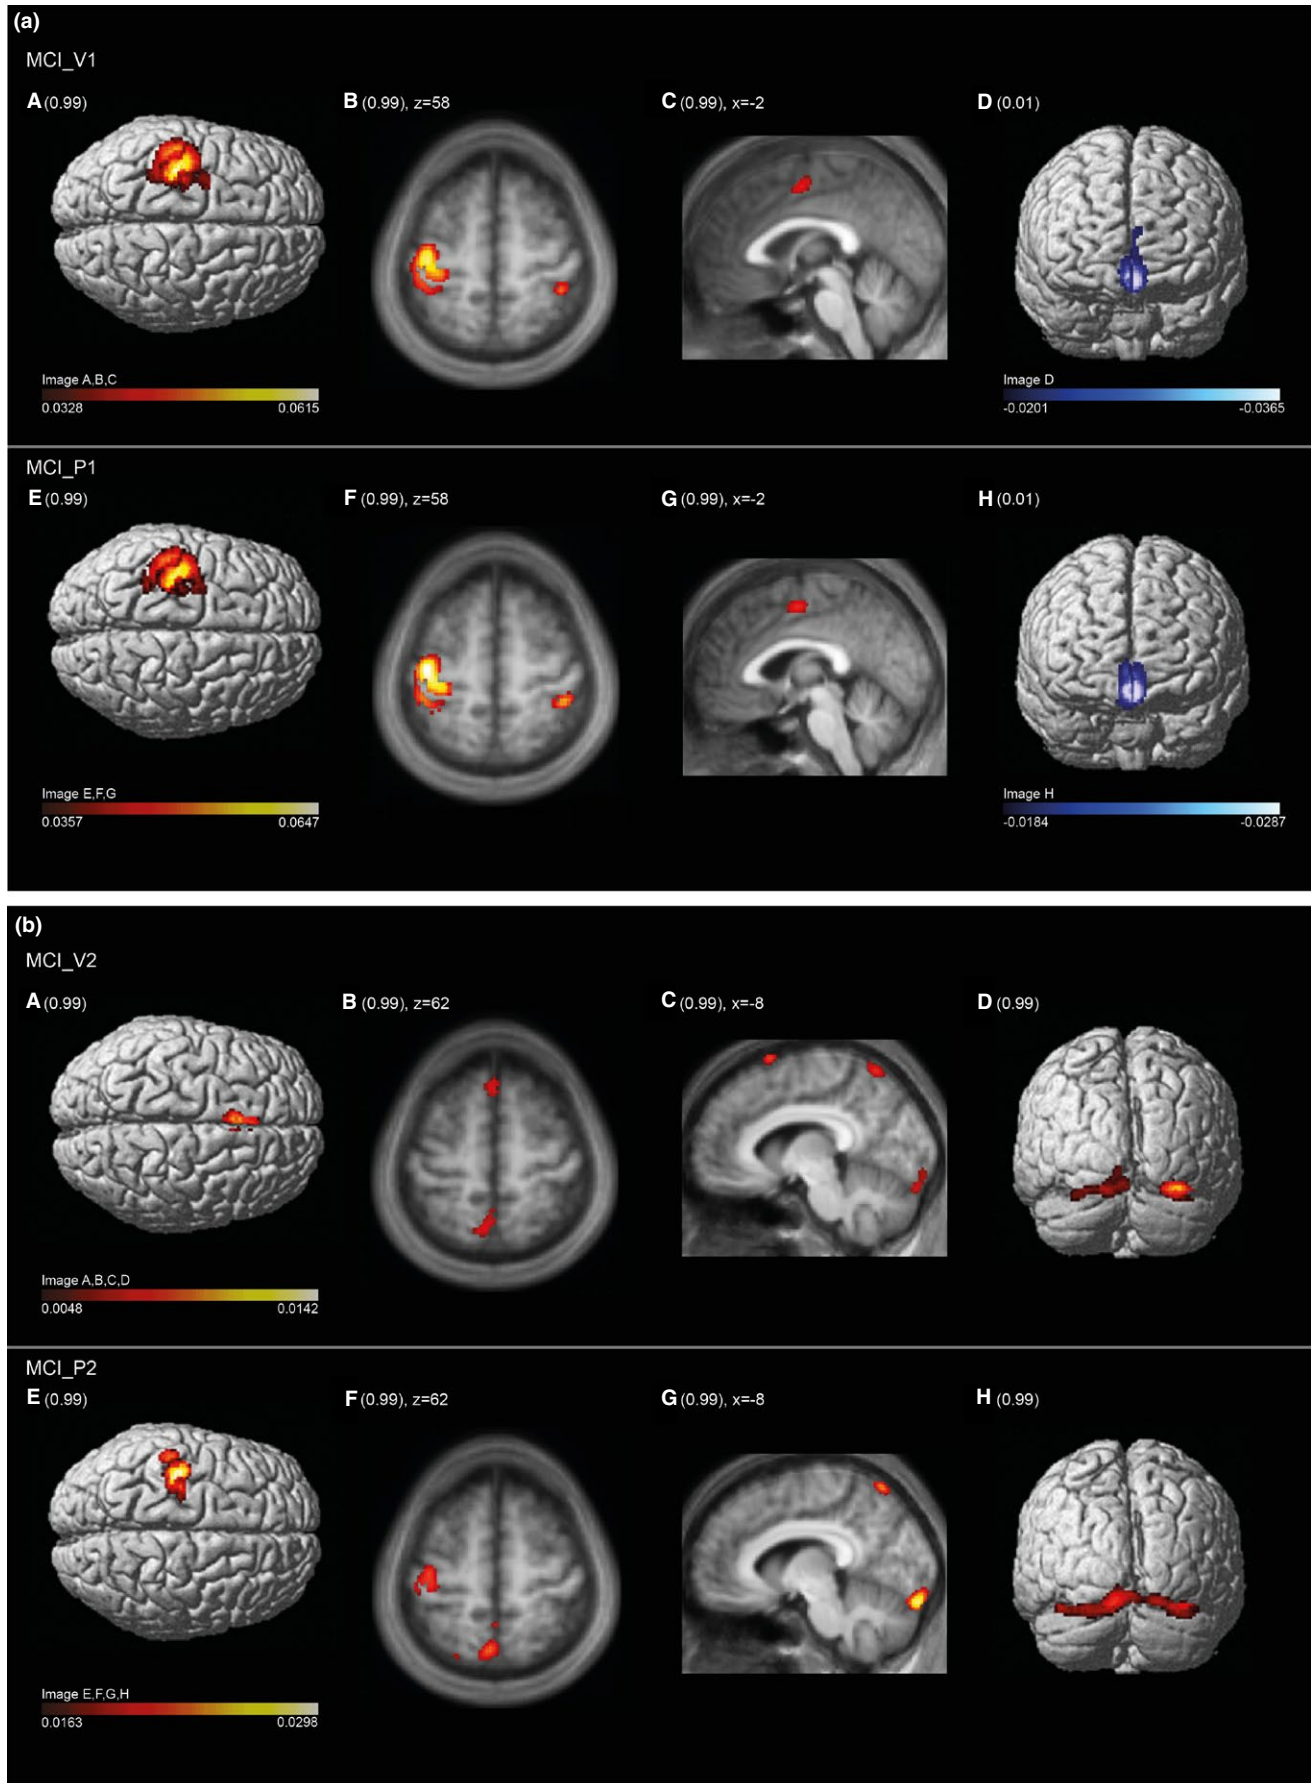 (a)
MCI_V1
A (0.99)
B (0.99), z=58
C (0.99), x=-2
D (0.01)
Image A,B,C
0.0328 0.0615
Image D
-0.0201 -0.0365
MCI_P1
E (0.99)
F (0.99), z=58
G (0.99), x=-2
H (0.01)
Image E,F,G
0.0357 0.0647
Image H
-0.0184 -0.0287
(b)
MCI_V2
A (0.99)
B (0.99), z=62
C (0.99), x=-8
D (0.99)
Image A,B,C,D
0.0048 0.0142
MCI_P2
E (0.99)
F (0.99), z=62
G (0.99), x=-8
H (0.99)
Image E,F,G,H
0.0163 0.0298